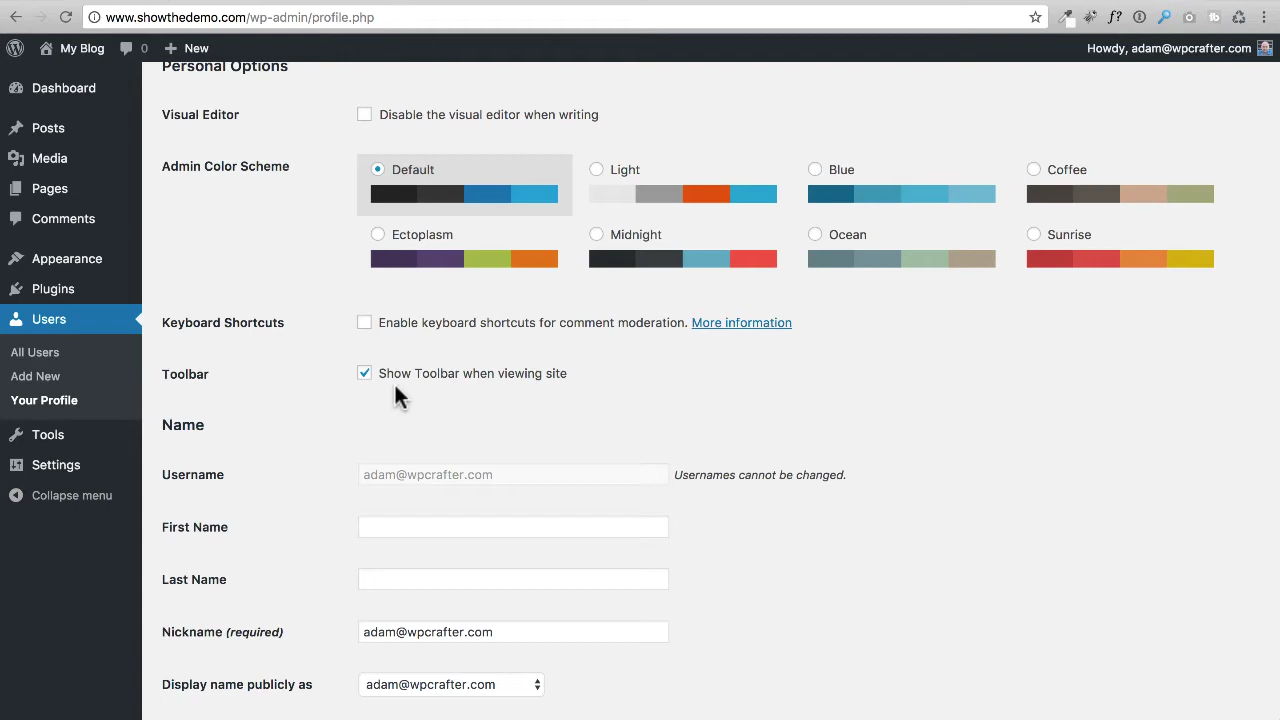 www.showthedemo.com/wp-admin/profile.php
My Blog 0 New Howdy, adam@wpcrafter.com
Dashboard
Posts
Media
Pages
Comments
Appearance
Plugins
Users
All Users
Add New
Your Profile
Tools
Settings
Collapse menu
Personal Options
Visual Editor Disable the visual editor when writing
Admin Color Scheme
Default Light Blue Coffee
Ectoplasm Midnight Ocean Sunrise
Keyboard Shortcuts Enable keyboard shortcuts for comment moderation. More information
Toolbar Show Toolbar when viewing site
Name
Username adam@wpcrafter.com Usernames cannot be changed.
First Name
Last Name
Nickname (required) adam@wpcrafter.com
Display name publicly as adam@wpcrafter.com